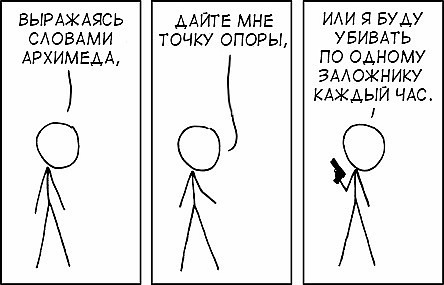 ВЫРАЖАЯСЬ
СЛОВАМИ
АРХИМЕДА,
ДАЙТЕ МНЕ
ТОЧКУ ОПОРЫ,
ИЛИ Я БУДУ
УБИВАТЬ
ПО ОДНОМУ
ЗАЛОЖНИКУ
КАЖДЫЙ ЧАС.